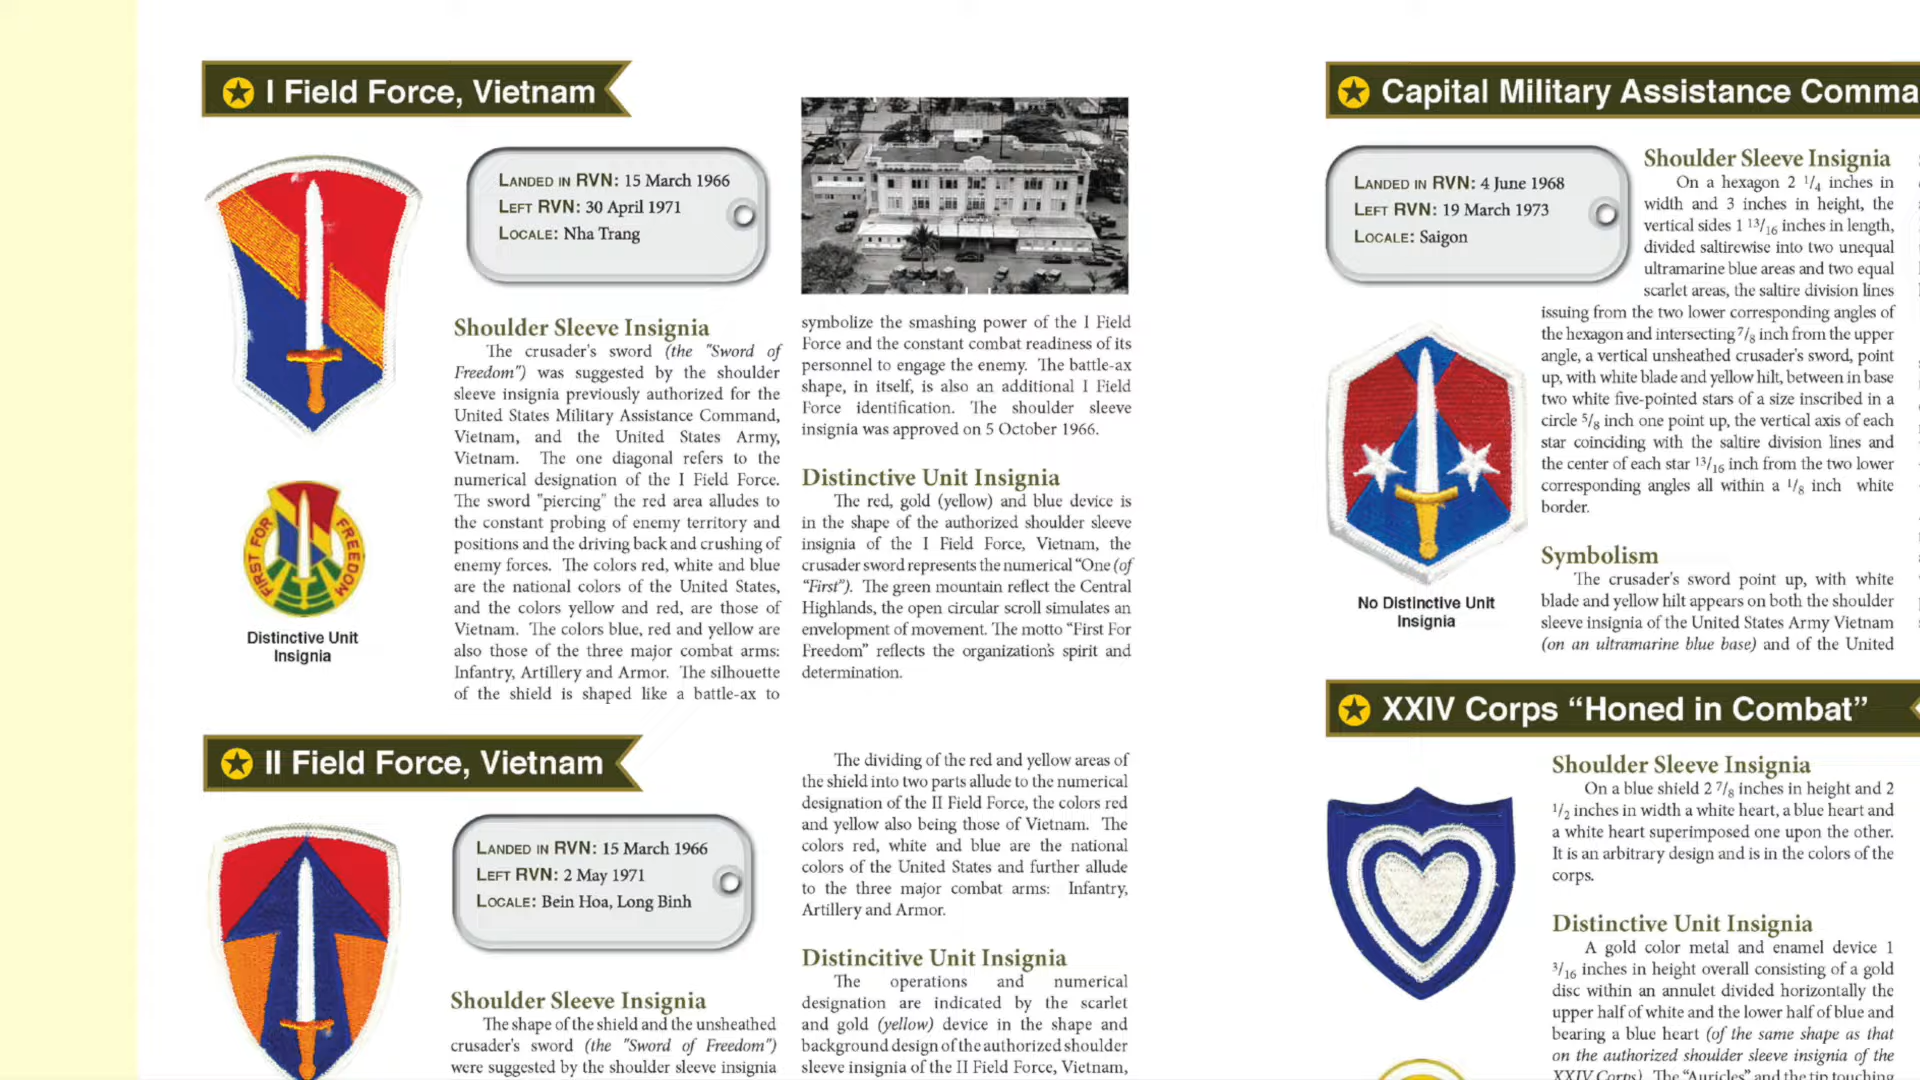 I Field Force, Vietnam
LANDED IN RVN: 15 March 1966
LEFT RVN: 30 April 1971
LOCALE: Nha Trang
FIRST FOR FREEDOM
Distinctive Unit
Insignia
Shoulder Sleeve Insignia
The crusader's sword (the "Sword of
Freedom") was suggested by the shoulder
sleeve insignia previously authorized for the
United States Military Assistance Command,
Vietnam, and the United States Army,
Vietnam. The one diagonal refers to the
numerical designation of the I Field Force.
The sword "piercing" the red area alludes to
the constant probing of enemy territory and
positions and the driving back and crushing of
enemy forces. The colors red, white and blue
are the national colors of the United States,
and the colors yellow and red, are those of
Vietnam. The colors blue, red and yellow are
also those of the three major combat arms:
Infantry, Artillery and Armor. The silhouette
of the shield is shaped like a battle-ax to
symbolize the smashing power of the I Field
Force and the constant combat readiness of its
personnel to engage the enemy. The battle-ax
shape, in itself, is also an additional I Field
Force identification. The shoulder sleeve
insignia was approved on 5 October 1966.
Distinctive Unit Insignia
The red, gold (yellow) and blue device is
in the shape of the authorized shoulder sleeve
insignia of the I Field Force, Vietnam, the
crusader sword represents the numerical “One (of
“First”). The green mountain reflect the Central
Highlands, the open circular scroll simulates an
envelopment of movement. The motto “First For
Freedom” reflects the organization's spirit and
determination.
II Field Force, Vietnam
LANDED IN RVN: 15 March 1966
LEFT RVN: 2 May 1971
LOCALE: Bein Hoa, Long Binh
Shoulder Sleeve Insignia
The shape of the shield and the unsheathed
crusader's sword (the "Sword of Freedom")
were suggested by the shoulder sleeve insignia
The dividing of the red and yellow areas of
the shield into two parts allude to the numerical
designation of the II Field Force, the colors red
and yellow also being those of Vietnam. The
colors red, white and blue are the national
colors of the United States and further allude
to the three major combat arms: Infantry,
Artillery and Armor.
Distincitive Unit Insignia
The operations and numerical
designation are indicated by the scarlet
and gold (yellow) device in the shape and
background design of the authorized shoulder
sleeve insignia of the II Field Force, Vietnam,
Capital Military Assistance Comma
LANDED IN RVN: 4 June 1968
LEFT RVN: 19 March 1973
LOCALE: Saigon
No Distinctive Unit
Insignia
Shoulder Sleeve Insignia
On a hexagon 2 1/4 inches in
width and 3 inches in height, the
vertical sides 1 13/16 inches in length,
divided saltirewise into two unequal
ultramarine blue areas and two equal
scarlet areas, the saltire division lines
issuing from the two lower corresponding angles of
the hexagon and intersecting 7/8 inch from the upper
angle, a vertical unsheathed crusader's sword, point
up, with white blade and yellow hilt, between in base
two white five-pointed stars of a size inscribed in a
circle 5/8 inch one point up, the vertical axis of each
star coinciding with the saltire division lines and
the center of each star 13/16 inch from the two lower
corresponding angles all within a 1/8 inch white
border.
Symbolism
The crusader's sword point up, with white
blade and yellow hilt appears on both the shoulder
sleeve insignia of the United States Army Vietnam
(on an ultramarine blue base) and of the United
XXIV Corps “Honed in Combat”
Shoulder Sleeve Insignia
On a blue shield 2 7/8 inches in height and 2
1/2 inches in width a white heart, a blue heart and
a white heart superimposed one upon the other.
It is an arbitrary design and is in the colors of the
corps.
Distinctive Unit Insignia
A gold color metal and enamel device 1
3/16 inches in height overall consisting of a gold
disc within an annulet divided horizontally the
upper half of white and the lower half of blue and
bearing a blue heart (of the same shape as that
on the authorized shoulder sleeve insignia of the
XXIV Corps). The “Auricles” and the tip touching